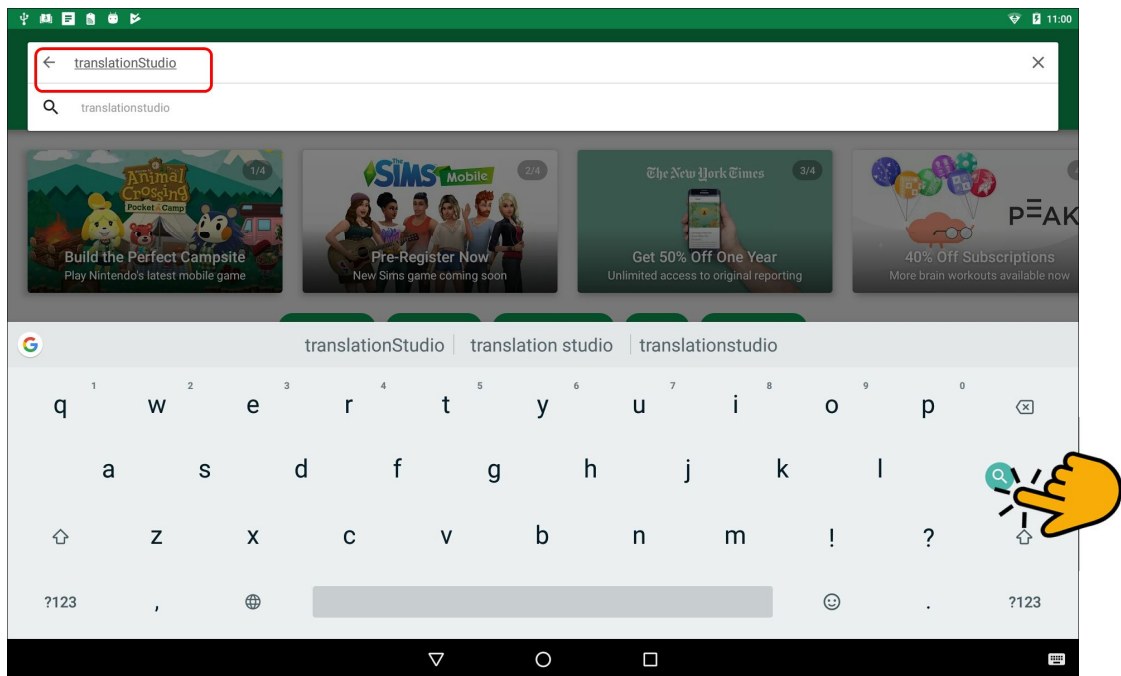 11:00
translationStudio
translationstudio
Animal Crossing Pocket Camp
1/4
Build the Perfect Campsite
Play Nintendo's latest mobile game
The SiMS Mobile
2/4
Pre-Register Now
New Sims game coming soon
The New York Times
3/4
Get 50% Off One Year
Unlimited access to original reporting
PEAK
40% Off Subscriptions
More brain workouts available now
G translationStudio translation studio translationstudio
1 2 3 4 5 6 7 8 9 0
q w e r t y u i o p
a s d f g h j k l
z x c v b n m ! ?
?123 , . ?123